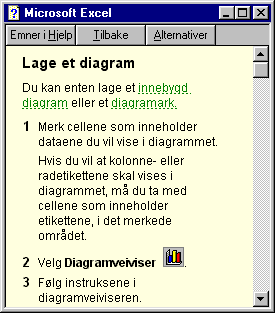 Microsoft Excel
Emner i Hjelp Tilbake Alternativer
Lage et diagram
Du kan enten lage et innebygd
diagram eller et diagramark.
1 Merk cellene som inneholder
dataene du vil vise i diagrammet.
Hvis du vil at kolonne- eller
radetikettene skal vises i
diagrammet, må du ta med
cellene som inneholder
etikettene, i det merkede
området.
2 Velg Diagramveiviser .
3 Følg instruksene i
diagramveiviseren.